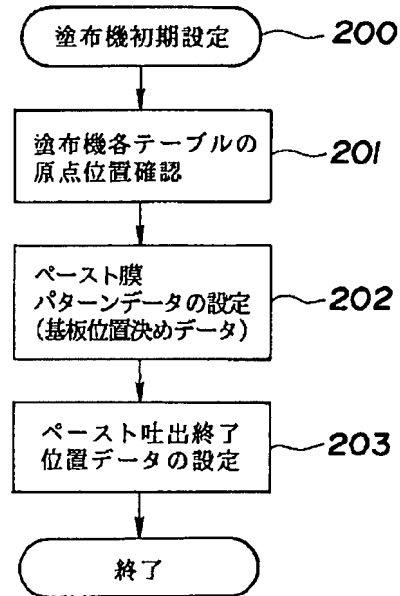 塗布機初期設定
200
塗布機各テーブルの
原点位置確認
201
ペースト膜
パターンデータの設定
(基板位置決めデータ)
202
ペースト吐出終了
位置データの設定
203
終了